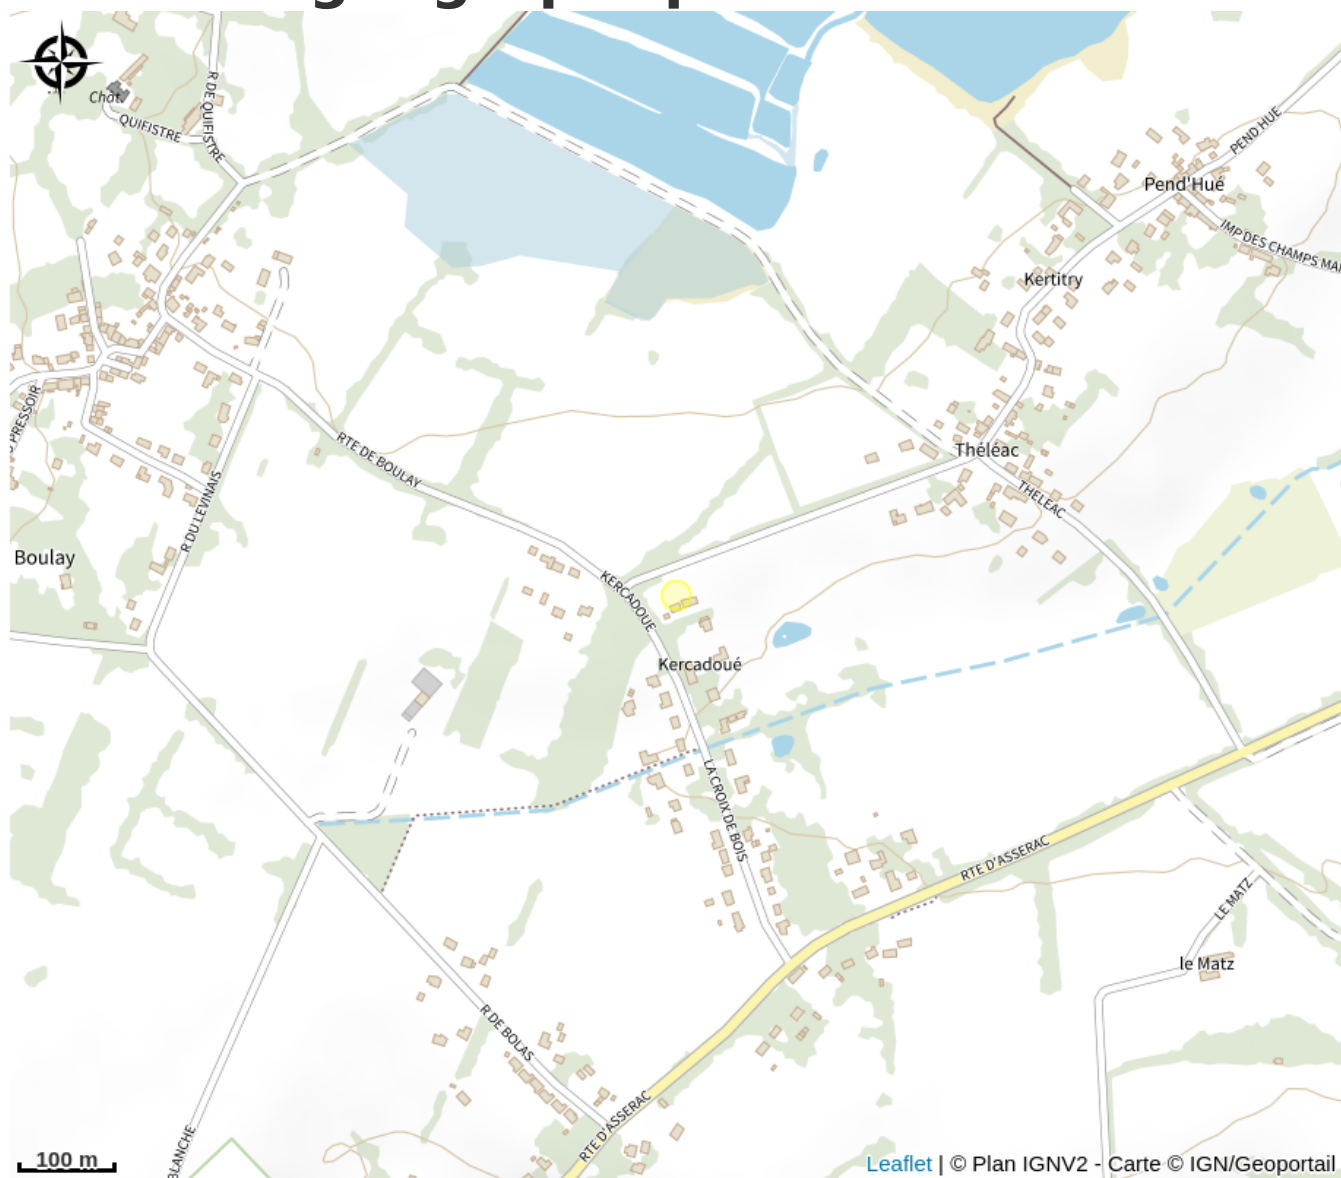 Chât.
QUIFISTRE
R DE QUIFISTRE
PEND HUE
Pend'Hué
IMP DES CHAMPS MA
Kertitry
PRESSOIR
RTE DE BOULAY
Théléac
THELEAC
R DU LEVINAIS
Boulay
KERCADOUE
Kercadoué
LA CROIX DE BOIS
RTE D'ASSERAC
LE MATZ
le Matz
R DE BOLAS
RTE D'ASSERAC
BLANCHE
100 m
Leaflet | © Plan IGNV2 - Carte © IGN/Geoportail